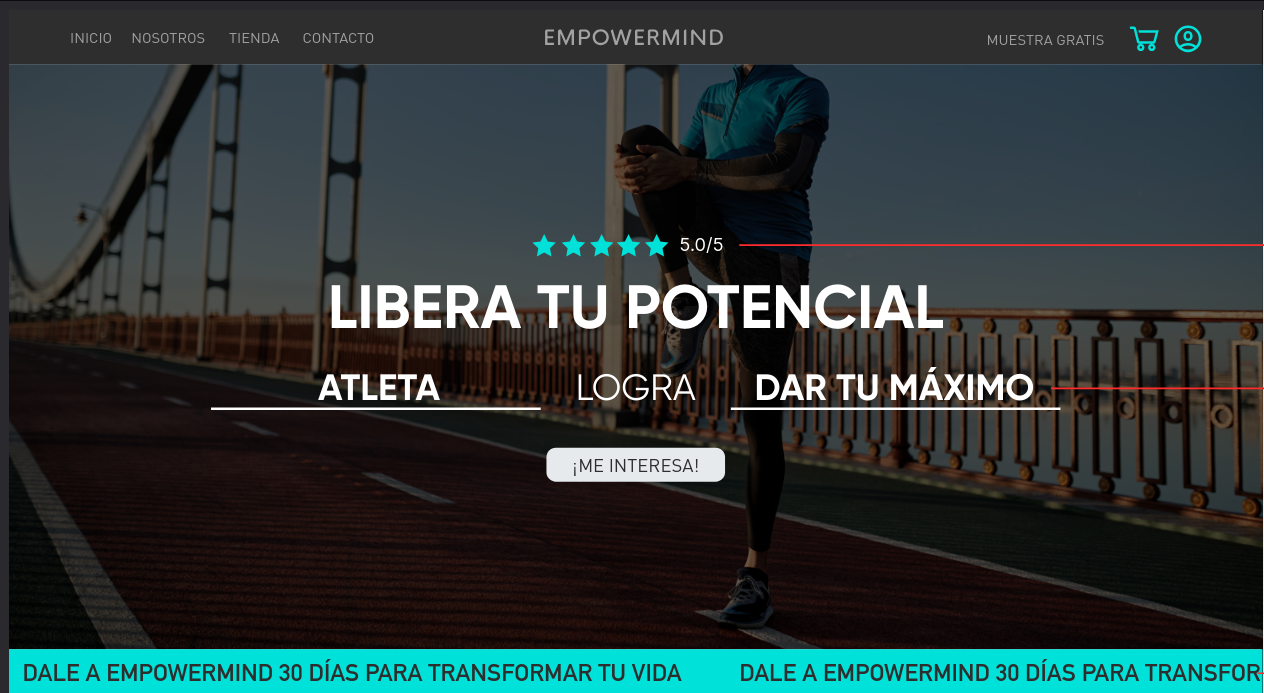 INICIO NOSOTROS TIENDA CONTACTO EMPOWERMIND MUESTRA GRATIS
5.0/5
LIBERA TU POTENCIAL
ATLETA LOGRA DAR TU MÁXIMO
¡ME INTERESA!
DALE A EMPOWERMIND 30 DÍAS PARA TRANSFORMAR TU VIDA DALE A EMPOWERMIND 30 DÍAS PARA TRANSFOR